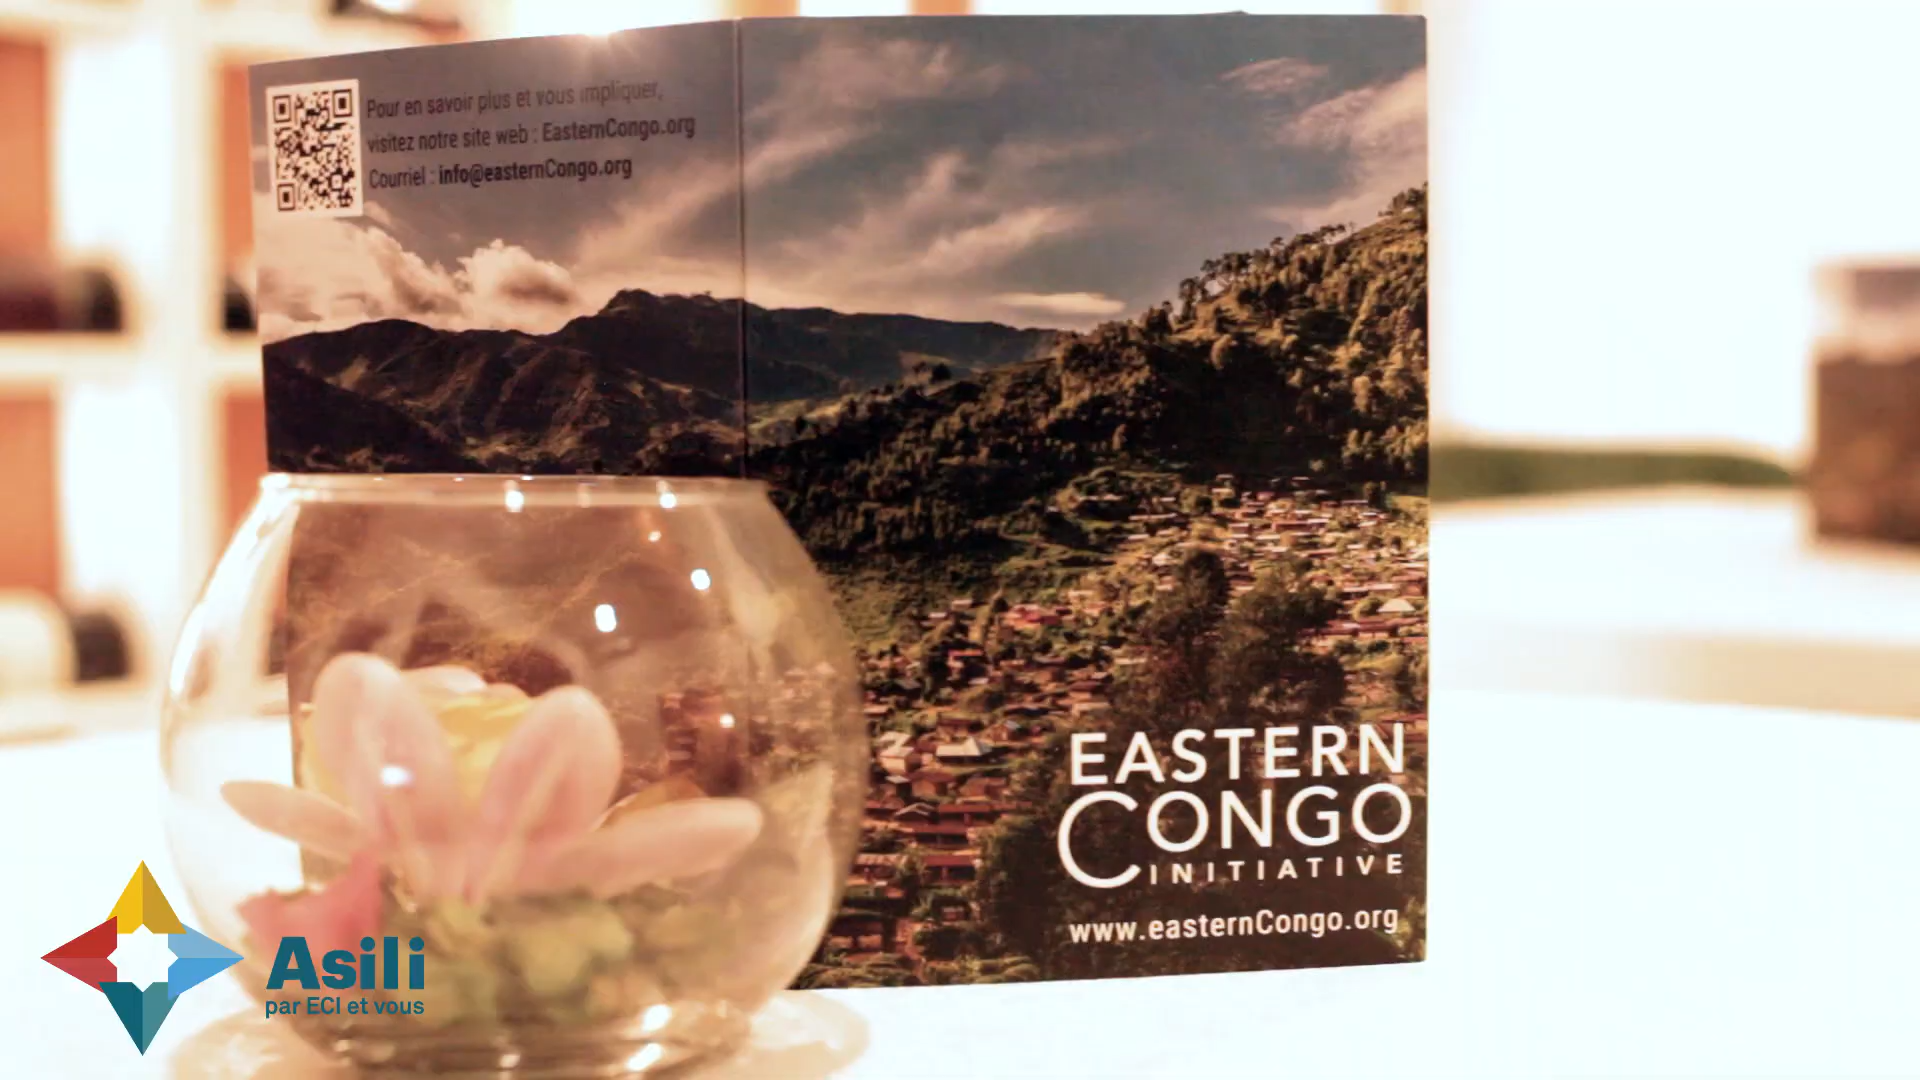 Pour en savoir plus et vous impliquer,
visitez notre site web : EasternCongo.org
Courriel : info@easternCongo.org
EASTERN
CONGO
INITIATIVE
www.easternCongo.org
Asili
par ECI et vous